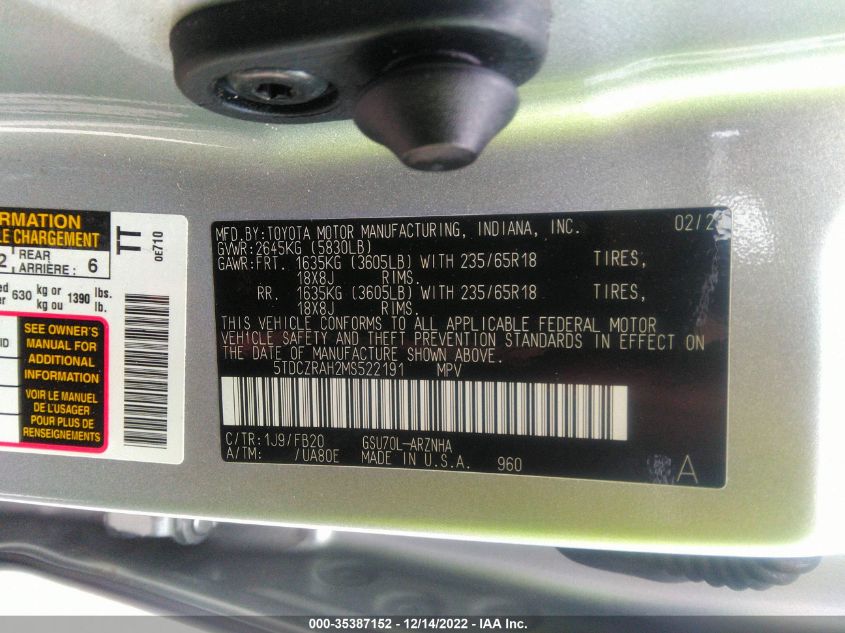 RMATION
LE CHARGEMENT
2 REAR ARRIÈRE: 6
630 kg or 1390 lbs.
kg ou lb.
ID
SEE OWNER'S
MANUAL FOR
ADDITIONAL
INFORMATION
VOIR LE MANUEL
DE L'USAGER
POUR PLUS DE
RENSEIGNEMENTS
TT
0E710
MFD.BY:TOYOTA MOTOR MANUFACTURING, INDIANA, INC. 02/2
GVWR:2645KG (5830LB)
GAWR:FRT. 1635KG (3605LB) WITH 235/65R18 TIRES,
18X8J RIMS.
RR. 1635KG (3605LB) WITH 235/65R18 TIRES,
18X8J RIMS.
THIS VEHICLE CONFORMS TO ALL APPLICABLE FEDERAL MOTOR
VEHICLE SAFETY AND THEFT PREVENTION STANDARDS IN EFFECT ON
THE DATE OF MANUFACTURE SHOWN ABOVE.
5TDCZRAH2MS522191 MPV
C/TR:1J9/FB20 GSU70L-ARZNHA
A/TM: /UA80E MADE IN U.S.A. 960
A
000-35387152 - 12/14/2022 - IAA Inc.